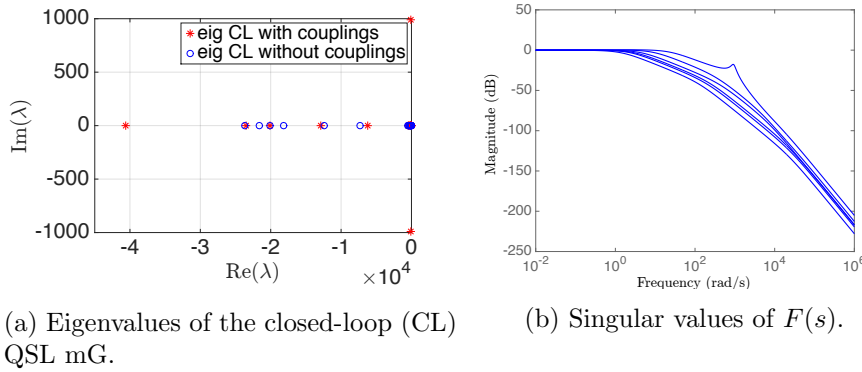 1000
500
0
-500
-1000
Im(λ)
eig CL with couplings
eig CL without couplings
-4 -3 -2 -1 0
Re(λ)
×10^4
(a) Eigenvalues of the closed-loop (CL)
QSL mG.
50
0
-50
-100
-150
-200
-250
Magnitude (dB)
10^-2 10^0 10^2 10^4 10^6
Frequency (rad/s)
(b) Singular values of F(s).